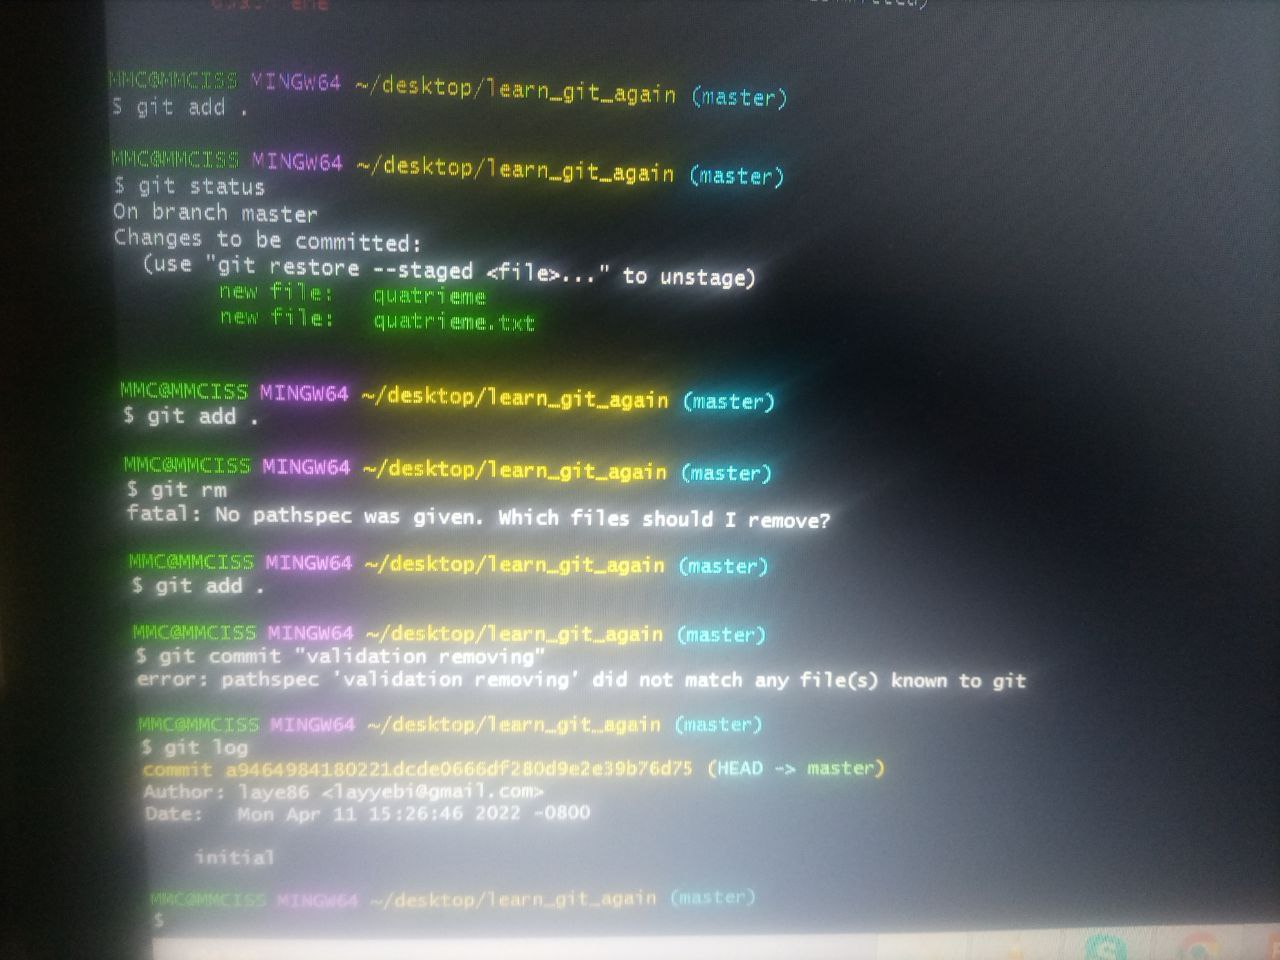 MMC@MMCISS MINGW64 ~/desktop/learn_git_again (master)
$ git add .
MMC@MMCISS MINGW64 ~/desktop/learn_git_again (master)
$ git status
On branch master
Changes to be committed:
(use "git restore --staged <file>..." to unstage)
new file: quatrieme
new file: quatrieme.txt
MMC@MMCISS MINGW64 ~/desktop/learn_git_again (master)
$ git add .
MMC@MMCISS MINGW64 ~/desktop/learn_git_again (master)
$ git rm
fatal: No pathspec was given. Which files should I remove?
MMC@MMCISS MINGW64 ~/desktop/learn_git_again (master)
$ git add .
MMC@MMCISS MINGW64 ~/desktop/learn_git_again (master)
$ git commit "validation removing"
error: pathspec 'validation removing' did not match any file(s) known to git
MMC@MMCISS MINGW64 ~/desktop/learn_git_again (master)
$ git log
commit a9464984180221dcde0666df280d9e2e39b76d75 (HEAD -> master)
Author: laye86 <layyebi@gmail.com>
Date: Mon Apr 11 15:26:46 2022 -0800
initial
MMC@MMCISS MINGW64 ~/desktop/learn_git_again (master)
$